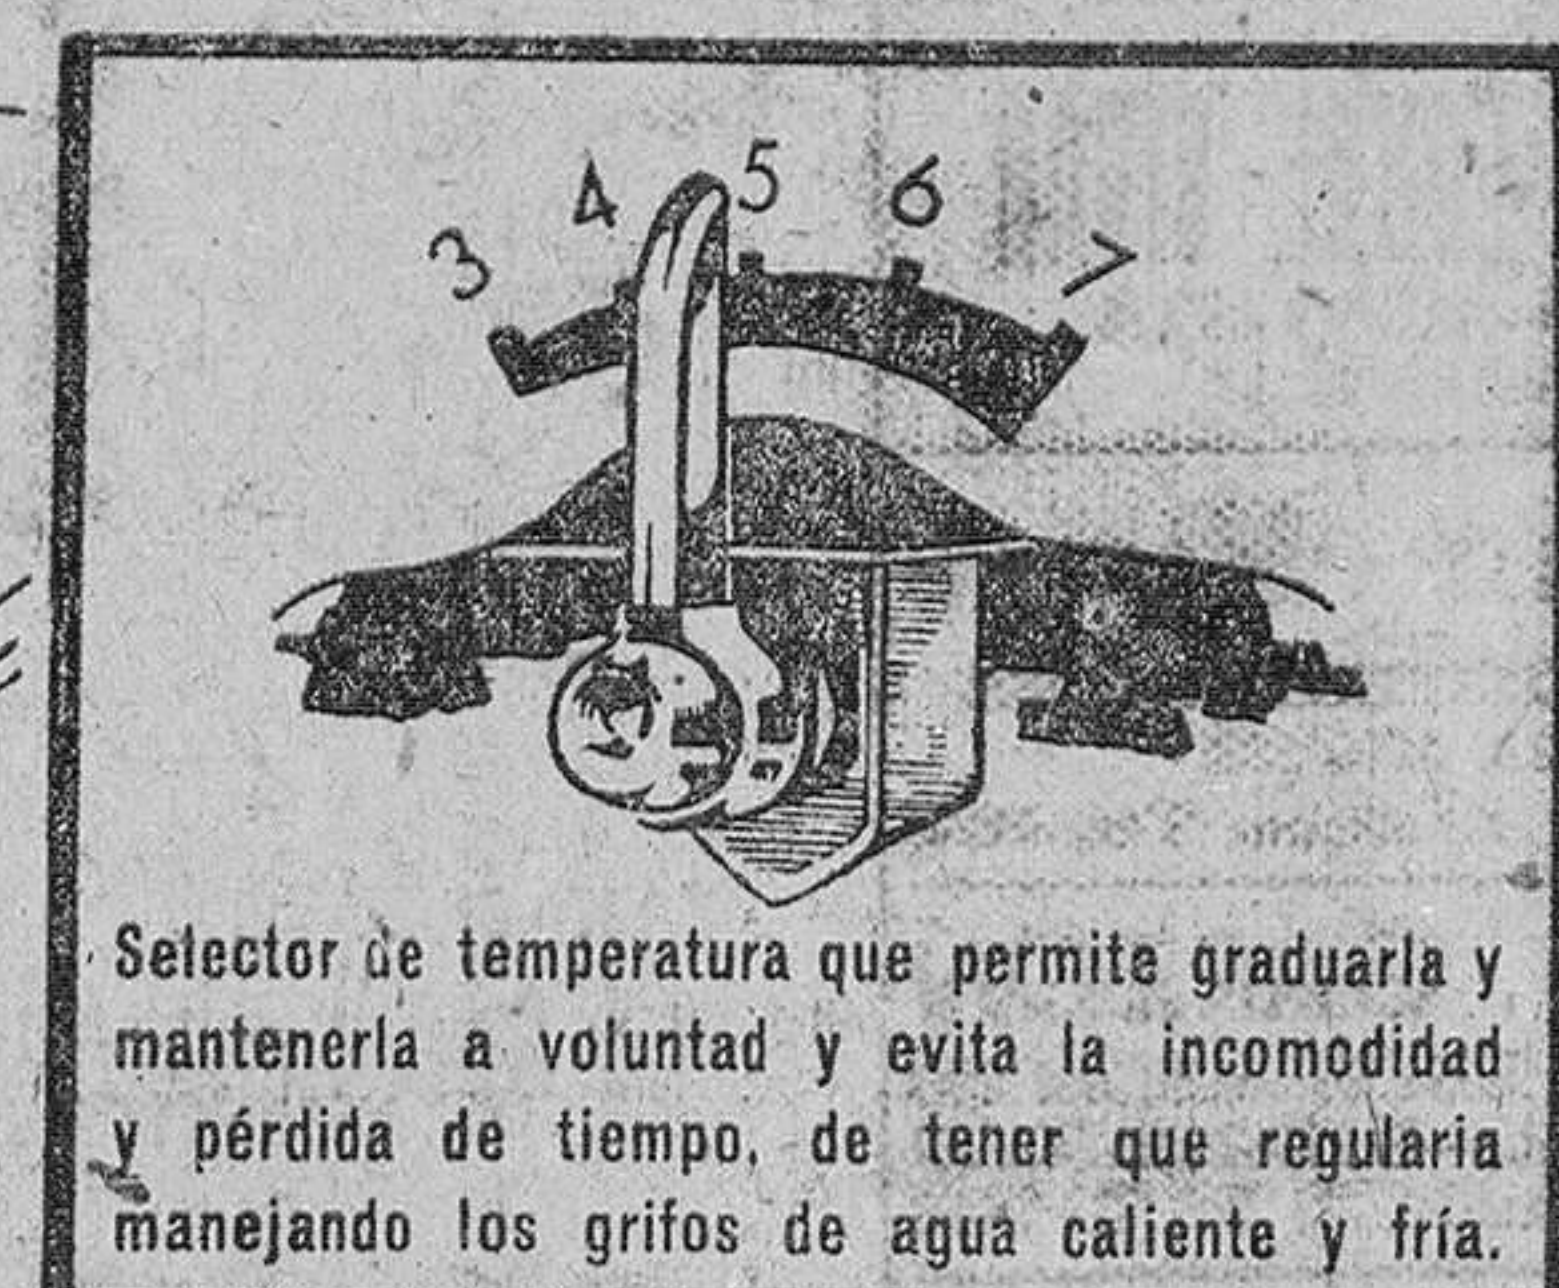 3 4 5 6 7
Selector de temperatura que permite graduarla y
mantenerla a voluntad y evita la incomodidad
y pérdida de tiempo, de tener que regularla
manejando los grifos de agua caliente y fría.